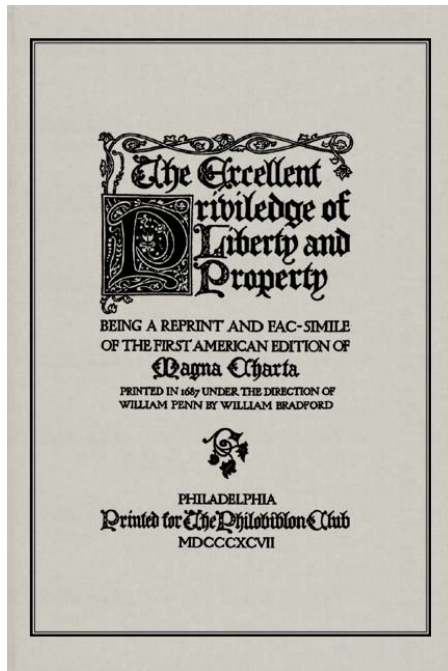 The Excellent
Priviledge of
Liberty and
Property
BEING A REPRINT AND FAC-SIMILE
OF THE FIRST AMERICAN EDITION OF
Magna Charta
PRINTED IN 1687 UNDER THE DIRECTION OF
WILLIAM PENN BY WILLIAM BRADFORD
PHILADELPHIA
Printed for The Philobiblon Club
MDCCCXCVII